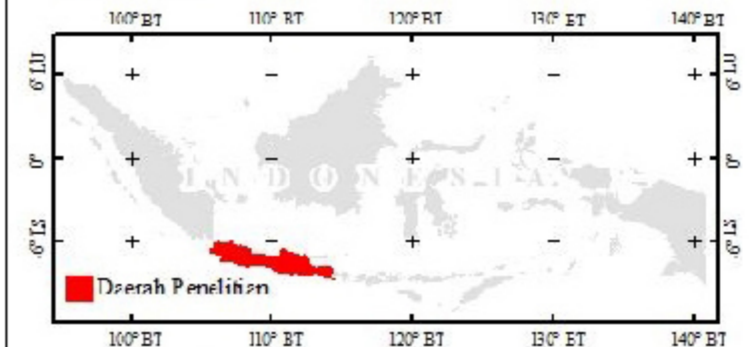 100° BT 110° BT 120° BT 130° BT 140° BT
6° LU 6° LU
0° 0°
INDONESIA
-6° LS -6° LS
Daerah Penelitian
100° BT 110° BT 120° BT 130° BT 140° BT